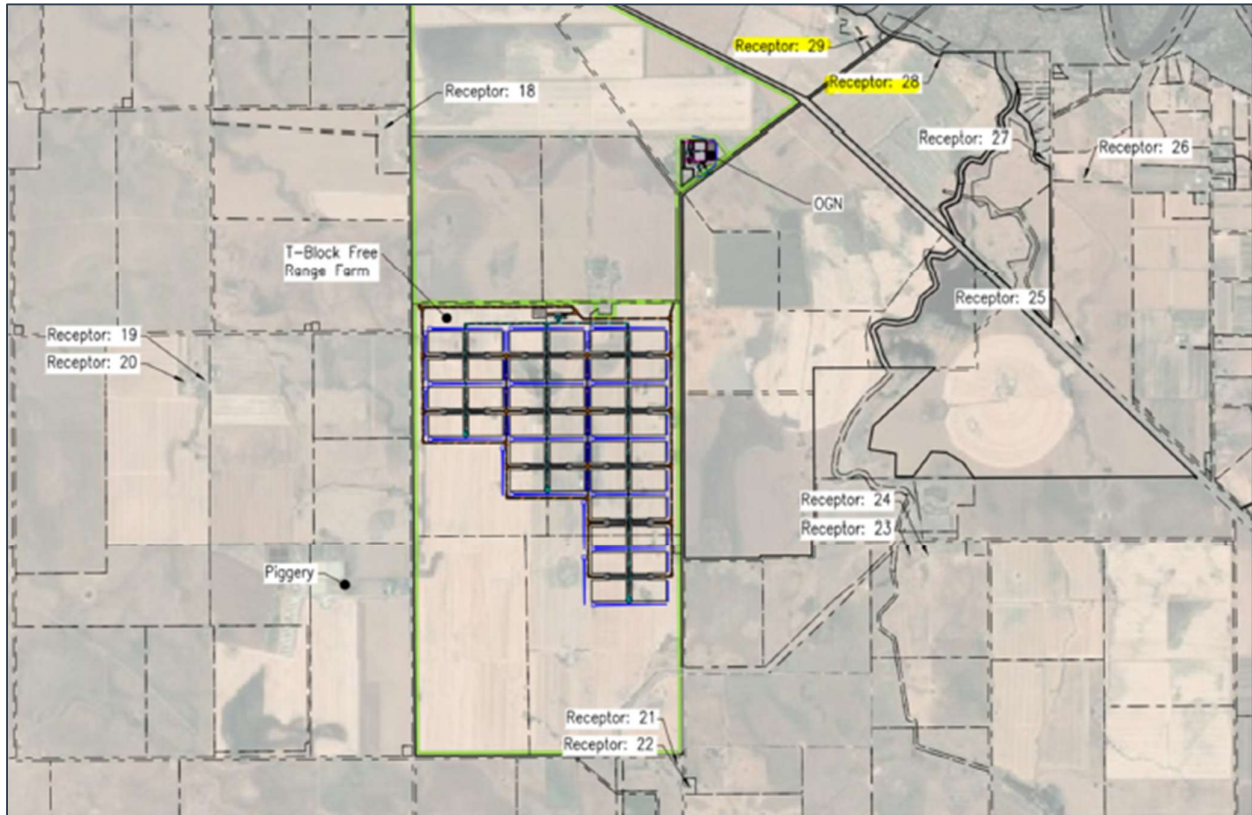 Receptor: 29
Receptor: 28
Receptor: 18
Receptor: 27
Receptor: 26
OGN
T-Block Free
Range Farm
Receptor: 25
Receptor: 19
Receptor: 20
Receptor: 24
Receptor: 23
Piggery
Receptor: 21
Receptor: 22